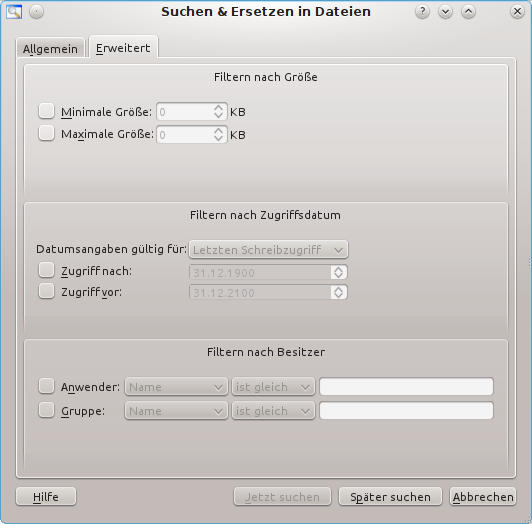 Suchen & Ersetzen in Dateien
Allgemein Erweitert
Filtern nach Größe
Minimale Größe: 0 KB
Maximale Größe: 0 KB
Filtern nach Zugriffsdatum
Datumsangaben gültig für: Letzten Schreibzugriff
Zugriff nach: 31.12.1900
Zugriff vor: 31.12.2100
Filtern nach Besitzer
Anwender: Name ist gleich
Gruppe: Name ist gleich
Hilfe Jetzt suchen Später suchen Abbrechen